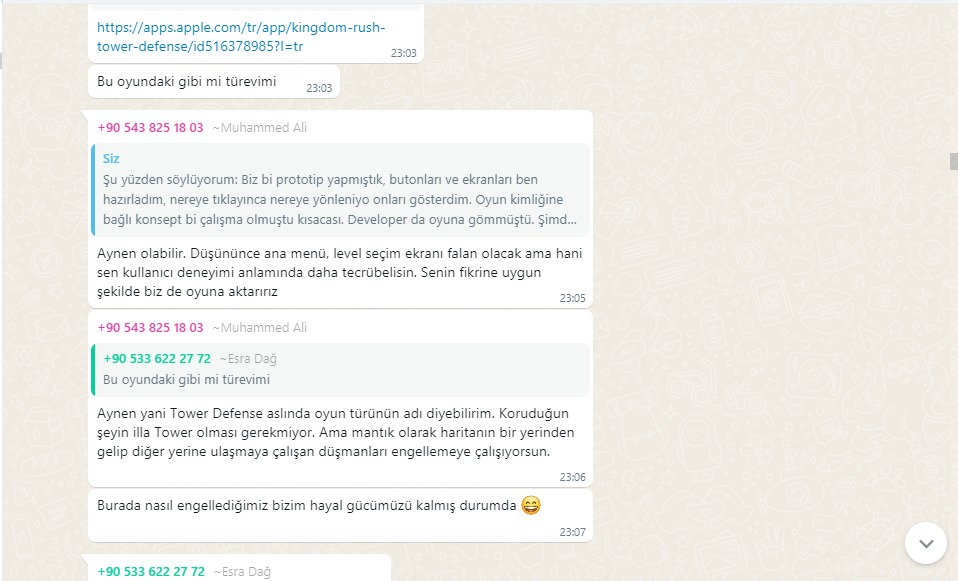 https://apps.apple.com/tr/app/kingdom-rush-
tower-defense/id516378985?l=tr
23:03
Bu oyundaki gibi mi türevimi
23:03
+90 543 825 18 03 ~Muhammed Ali
Siz
Şu yüzden söylüyorum: Biz bi prototip yapmıştık, butonları ve ekranları ben
hazırladım, nereye tıklayınca nereye yönleniyo onları gösterdim. Oyun kimliğine
bağlı konsept bi çalışma olmuştu kısacası. Developer da oyuna gömmüştü. Şimd...
Aynen olabilir. Düşününce ana menü, level seçim ekranı falan olacak ama hani
sen kullanıcı deneyimi anlamında daha tecrübelisin. Senin fikrine uygun
şekilde biz de oyuna aktarırız
23:05
+90 543 825 18 03 ~Muhammed Ali
+90 533 622 27 72 ~Esra Dağ
Bu oyundaki gibi mi türevimi
Aynen yani Tower Defense aslında oyun türünün adı diyebilirim. Koruduğun
şeyin illa Tower olması gerekmiyor. Ama mantık olarak haritanın bir yerinden
gelip diğer yerine ulaşmaya çalışan düşmanları engellemeye çalışıyorsun.
23:06
Burada nasıl engellediğimiz bizim hayal gücümüzü kalmış durumda 😄
23:07
+90 533 622 27 72 ~Esra Dağ